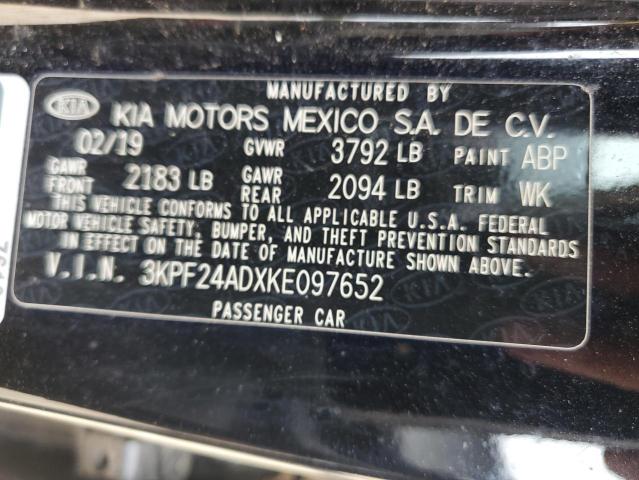 MANUFACTURED BY
KIA KIA MOTORS MEXICO S.A. DE C.V.
02/19 GVWR 3792 LB PAINT ABP
GAWR FRONT 2183 LB GAWR REAR 2094 LB TRIM WK
THIS VEHICLE CONFORMS TO ALL APPLICABLE U.S.A. FEDERAL
MOTOR VEHICLE SAFETY, BUMPER, AND THEFT PREVENTION STANDARDS
IN EFFECT ON THE DATE OF MANUFACTURE SHOWN ABOVE.
V.I.N. 3KPF24ADXKE097652
PASSENGER CAR